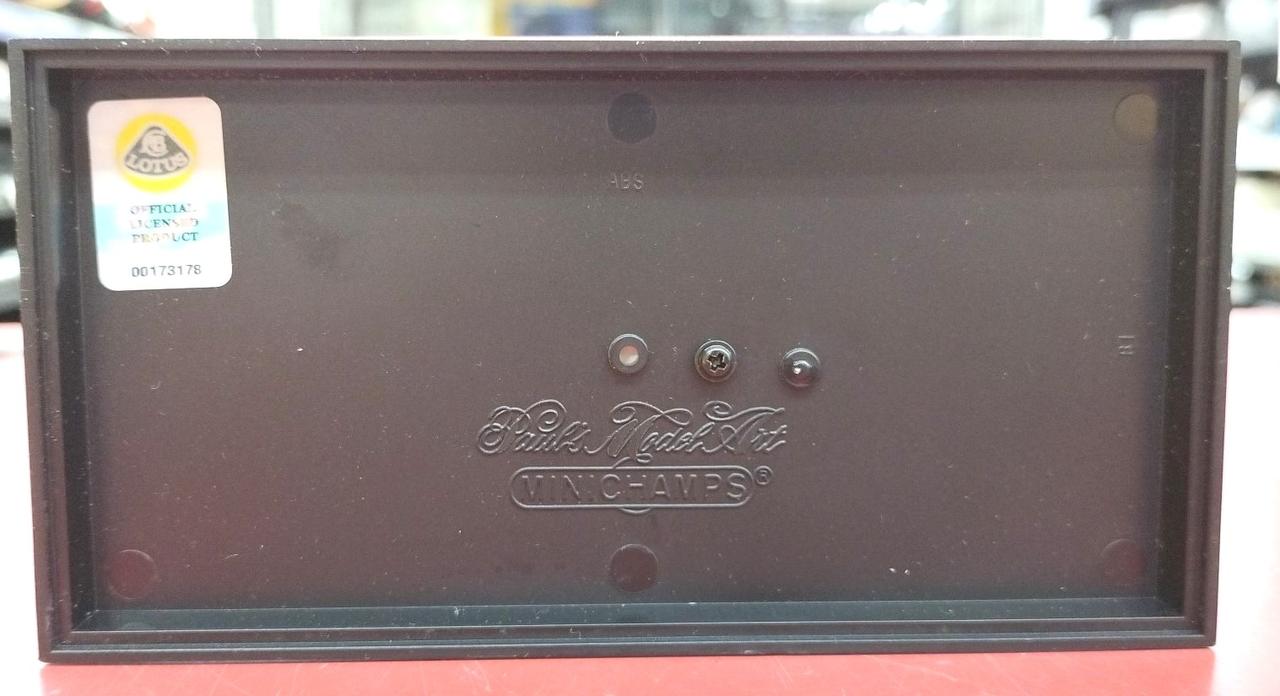 LOTUS
OFFICIAL
LICENSED
PRODUCT
00173178
ABS
Paul's Model Art
MINICHAMPS®